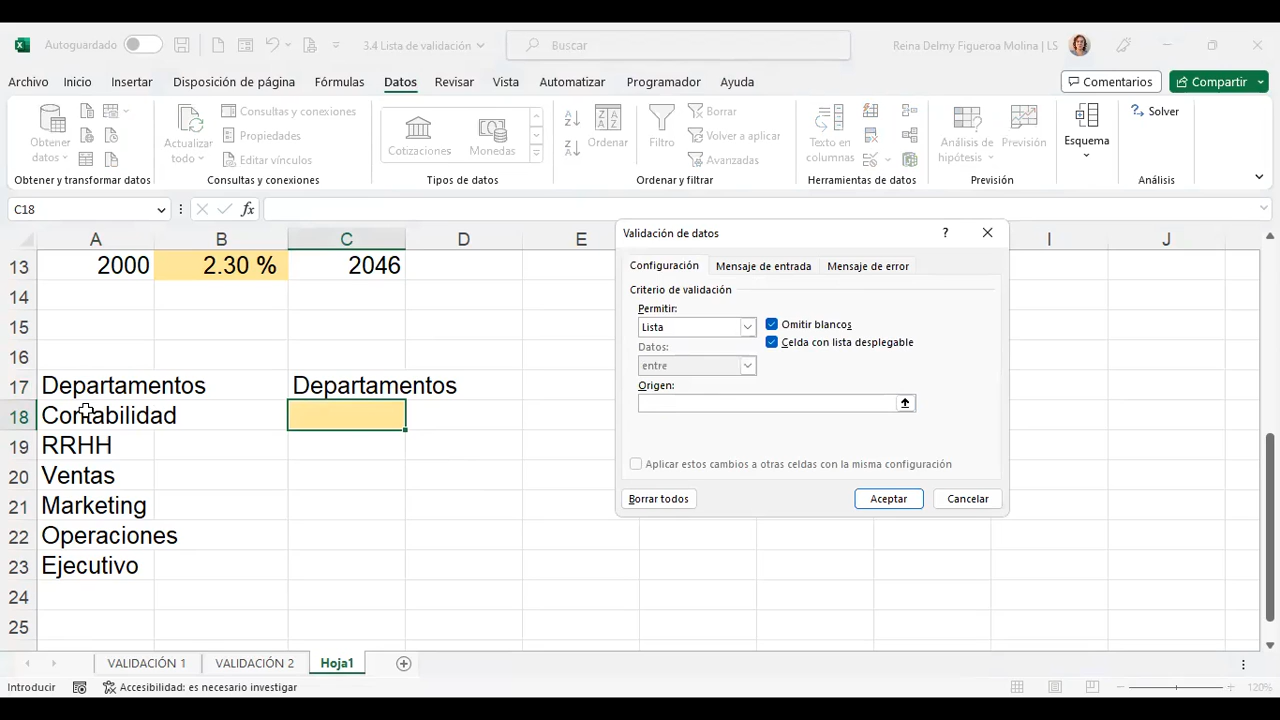 Autoguardado
3.4 Lista de validación
Buscar
Reina Delmy Figueroa Molina | LS
Archivo Inicio Insertar Disposición de página Fórmulas Datos Revisar Vista Automatizar Programador Ayuda Comentarios Compartir
Obtener datos
Actualizar todo
Consultas y conexiones
Propiedades
Editar vínculos
Cotizaciones
Monedas
Ordenar
Filtro
Borrar
Volver a aplicar
Avanzadas
Texto en columnas
Análisis de hipótesis
Previsión
Esquema
Solver
Obtener y transformar datos Consultas y conexiones Tipos de datos Ordenar y filtrar Herramientas de datos Previsión Análisis
C18 fx
A B C D E I J
13 2000 2.30 % 2046
14
15
16
17 Departamentos Departamentos
18 Contabilidad
19 RRHH
20 Ventas
21 Marketing
22 Operaciones
23 Ejecutivo
24
25
Validación de datos ?
Configuración Mensaje de entrada Mensaje de error
Criterio de validación
Permitir:
Lista
Omitir blancos
Celda con lista desplegable
Datos:
entre
Origen:
Aplicar estos cambios a otras celdas con la misma configuración
Borrar todos Aceptar Cancelar
VALIDACIÓN 1 VALIDACIÓN 2 Hoja1
Introducir Accesibilidad: es necesario investigar 120%